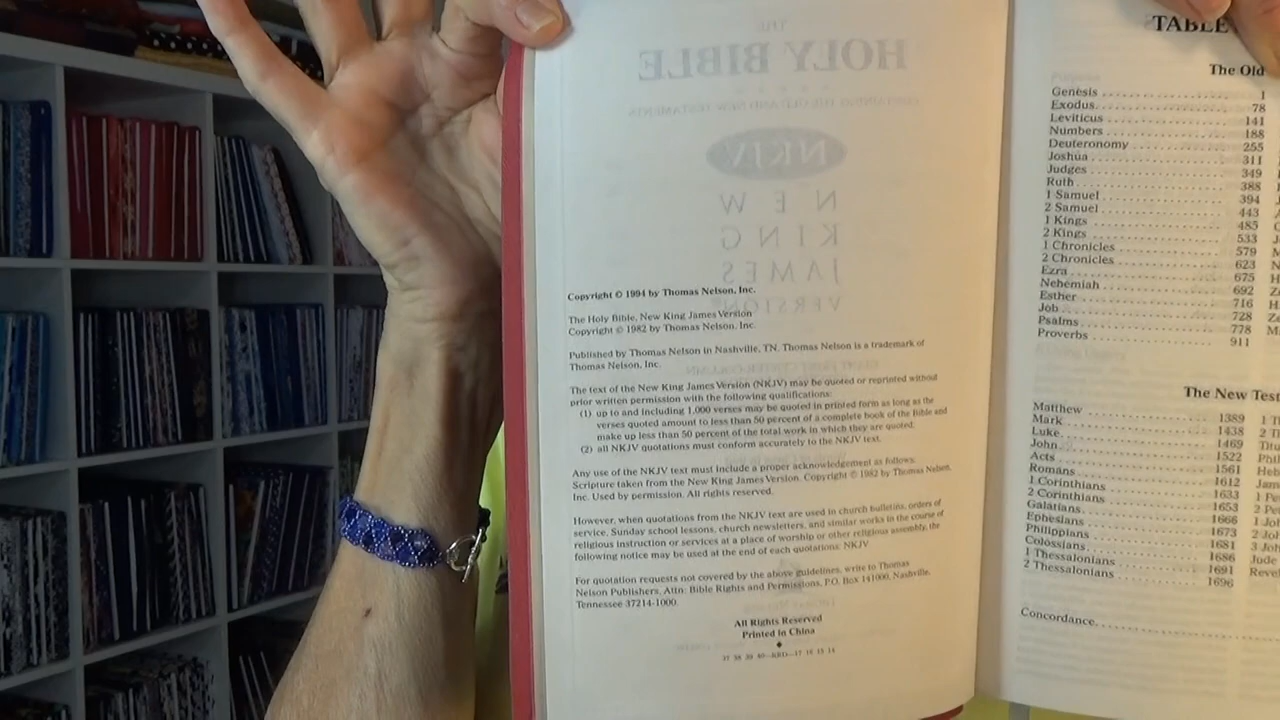 THE
HOLY BIBLE
CONTAINING THE OLD AND NEW TESTAMENTS
NKJV
NEW
KING
JAMES
VERSION
Copyright © 1994 by Thomas Nelson, Inc.
The Holy Bible, New King James Version
Copyright © 1982 by Thomas Nelson, Inc.
Published by Thomas Nelson in Nashville, TN. Thomas Nelson is a trademark of
Thomas Nelson, Inc.
The text of the New King James Version (NKJV) may be quoted or reprinted without
prior written permission with the following qualifications:
(1) up to and including 1,000 verses may be quoted in printed form as long as the
verses quoted amount to less than 50 percent of a complete book of the Bible and
make up less than 50 percent of the total work in which they are quoted;
(2) all NKJV quotations must conform accurately to the NKJV text.
Any use of the NKJV text must include a proper acknowledgement as follows:
Scripture taken from the New King James Version. Copyright © 1982 by Thomas Nelson,
Inc. Used by permission. All rights reserved.
However, when quotations from the NKJV text are used in church bulletins, orders of
service, Sunday school lessons, church newsletters, and similar works in the course of
religious instruction or services at a place of worship or other religious assembly, the
following notice may be used at the end of each quotations: NKJV
For quotation requests not covered by the above guidelines, write to Thomas
Nelson Publishers, Attn: Bible Rights and Permissions, P.O. Box 141000, Nashville,
Tennessee 37214-1000.
All Rights Reserved
Printed in China
TABLE
The Old
Genesis 1
Exodus 78
Leviticus 141
Numbers 188
Deuteronomy 255
Joshua 311
Judges 349
Ruth 388
1 Samuel 394
2 Samuel 443
1 Kings 485
2 Kings 533
1 Chronicles 579
2 Chronicles 623
Ezra 675
Nehemiah 692
Esther 716
Job 728
Psalms 778
Proverbs 911
The New Test
Matthew 1389
Mark 1438
Luke 1469
John 1522
Acts 1561
Romans 1612
1 Corinthians 1633
2 Corinthians 1653
Galatians 1666
Ephesians 1673
Philippians 1681
Colossians 1686
1 Thessalonians 1691
2 Thessalonians 1696
Concordance